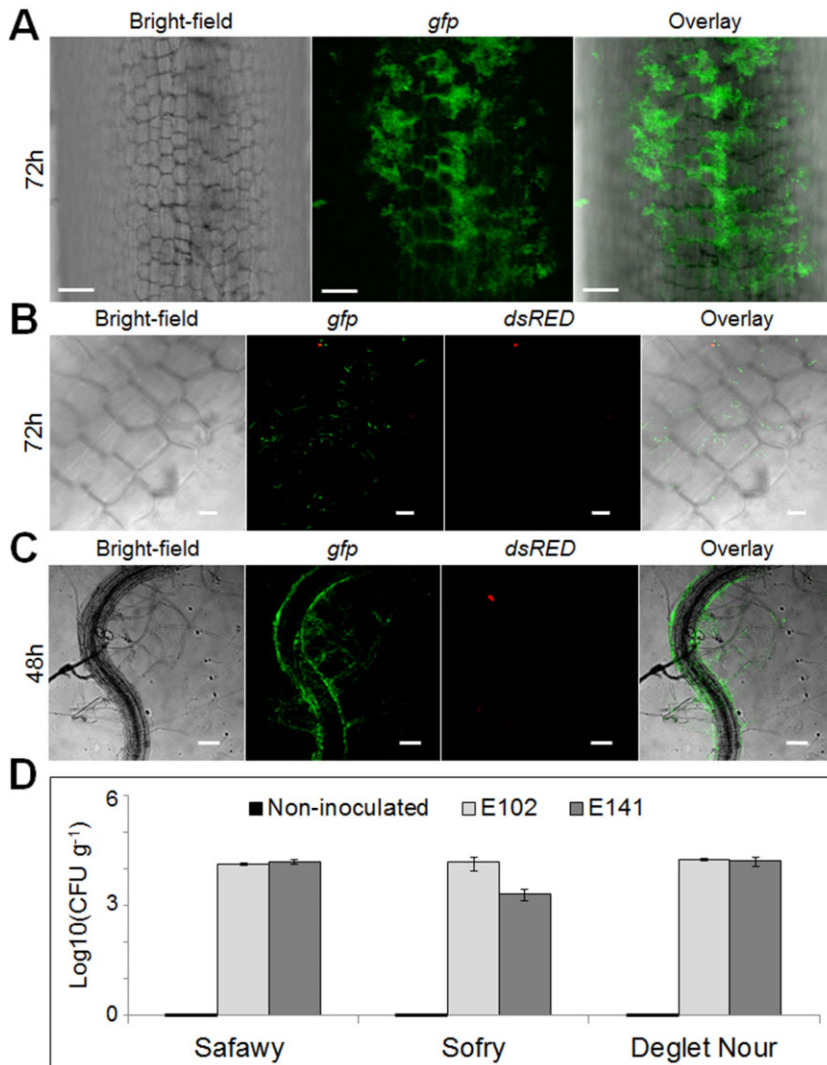 A
Bright-field gfp Overlay
72h
B
Bright-field gfp dsRED Overlay
72h
C
Bright-field gfp dsRED Overlay
48h
D
6
Non-inoculated E102 E141
Log10(CFU g⁻¹)
3
0
Safawy Sofry Deglet Nour